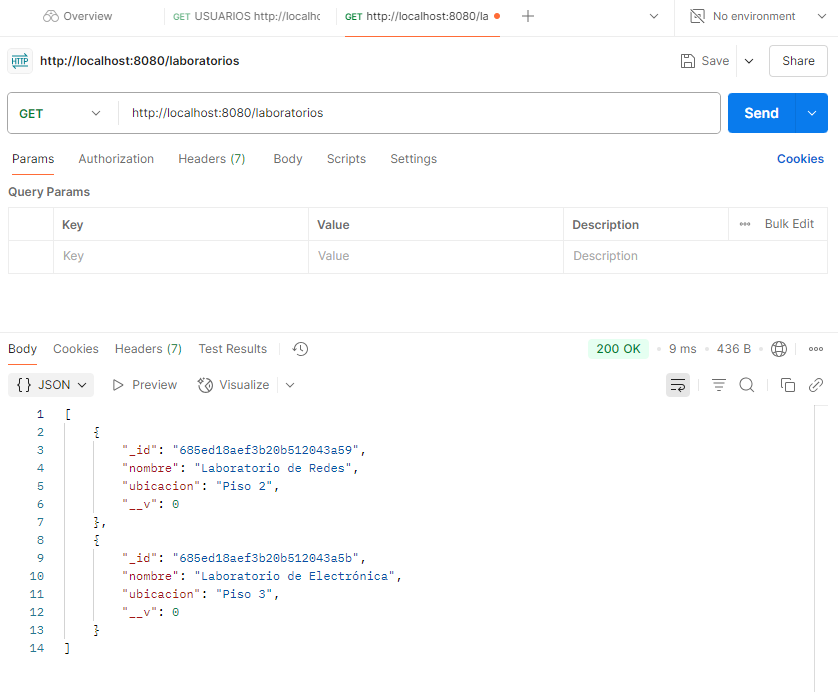 Overview GET USUARIOS http://localhc GET http://localhost:8080/la No environment
HTTP http://localhost:8080/laboratorios Save Share
GET http://localhost:8080/laboratorios Send
Params Authorization Headers (7) Body Scripts Settings Cookies
Query Params
Key Value Description Bulk Edit
Key Value Description
Body Cookies Headers (7) Test Results 200 OK 9 ms 436 B
{} JSON Preview Visualize
1 [
2 {
3 "_id": "685ed18aef3b20b512043a59",
4 "nombre": "Laboratorio de Redes",
5 "ubicacion": "Piso 2",
6 "__v": 0
7 },
8 {
9 "_id": "685ed18aef3b20b512043a5b",
10 "nombre": "Laboratorio de Electrónica",
11 "ubicacion": "Piso 3",
12 "__v": 0
13 }
14 ]